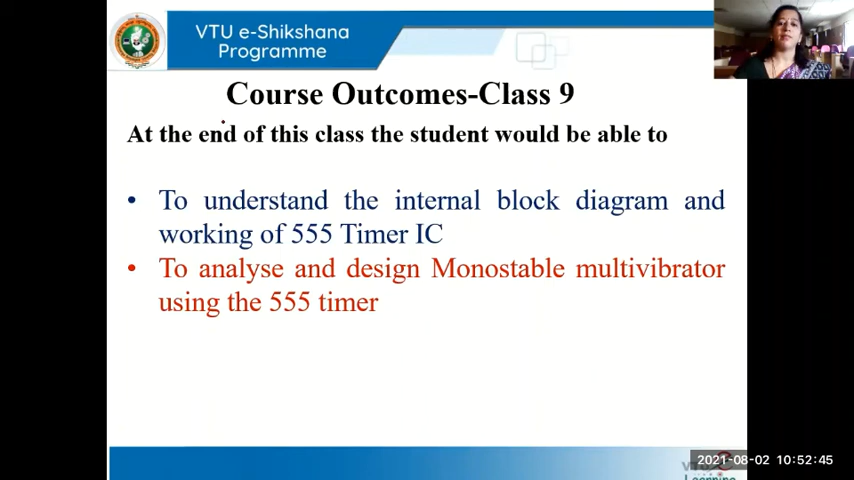 VTU e-Shikshana
Programme
Course Outcomes-Class 9
At the end of this class the student would be able to
• To understand the internal block diagram and
working of 555 Timer IC
• To analyse and design Monostable multivibrator
using the 555 timer
2021-08-02 10:52:45